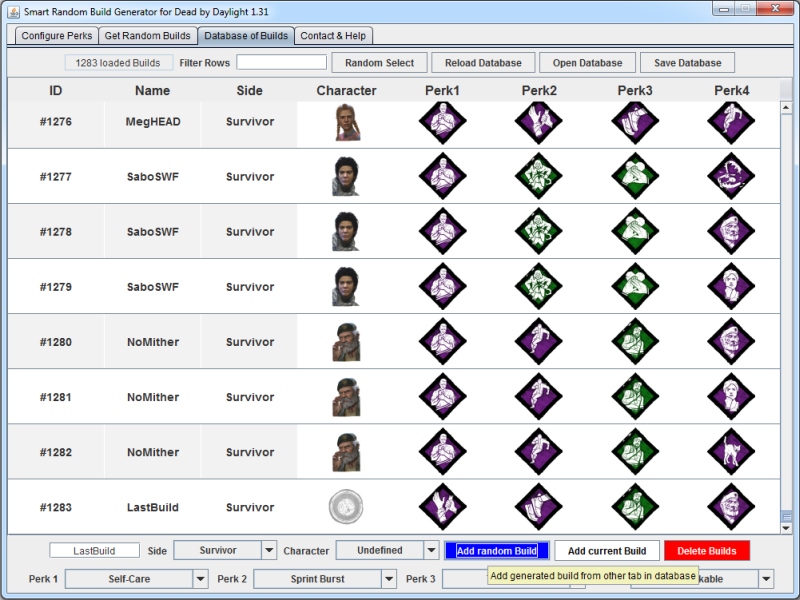 Smart Random Build Generator for Dead by Daylight 1.31
Configure Perks Get Random Builds Database of Builds Contact & Help
1283 loaded Builds Filter Rows Random Select Reload Database Open Database Save Database
ID Name Side Character Perk1 Perk2 Perk3 Perk4
#1276 MegHEAD Survivor
#1277 SaboSWF Survivor
#1278 SaboSWF Survivor
#1279 SaboSWF Survivor
#1280 NoMither Survivor
#1281 NoMither Survivor
#1282 NoMither Survivor
#1283 LastBuild Survivor
LastBuild Side Survivor Character Undefined Add random Build Add current Build Delete Builds
Perk 1 Self-Care Perk 2 Sprint Burst Perk 3 kable
Add generated build from other tab in database